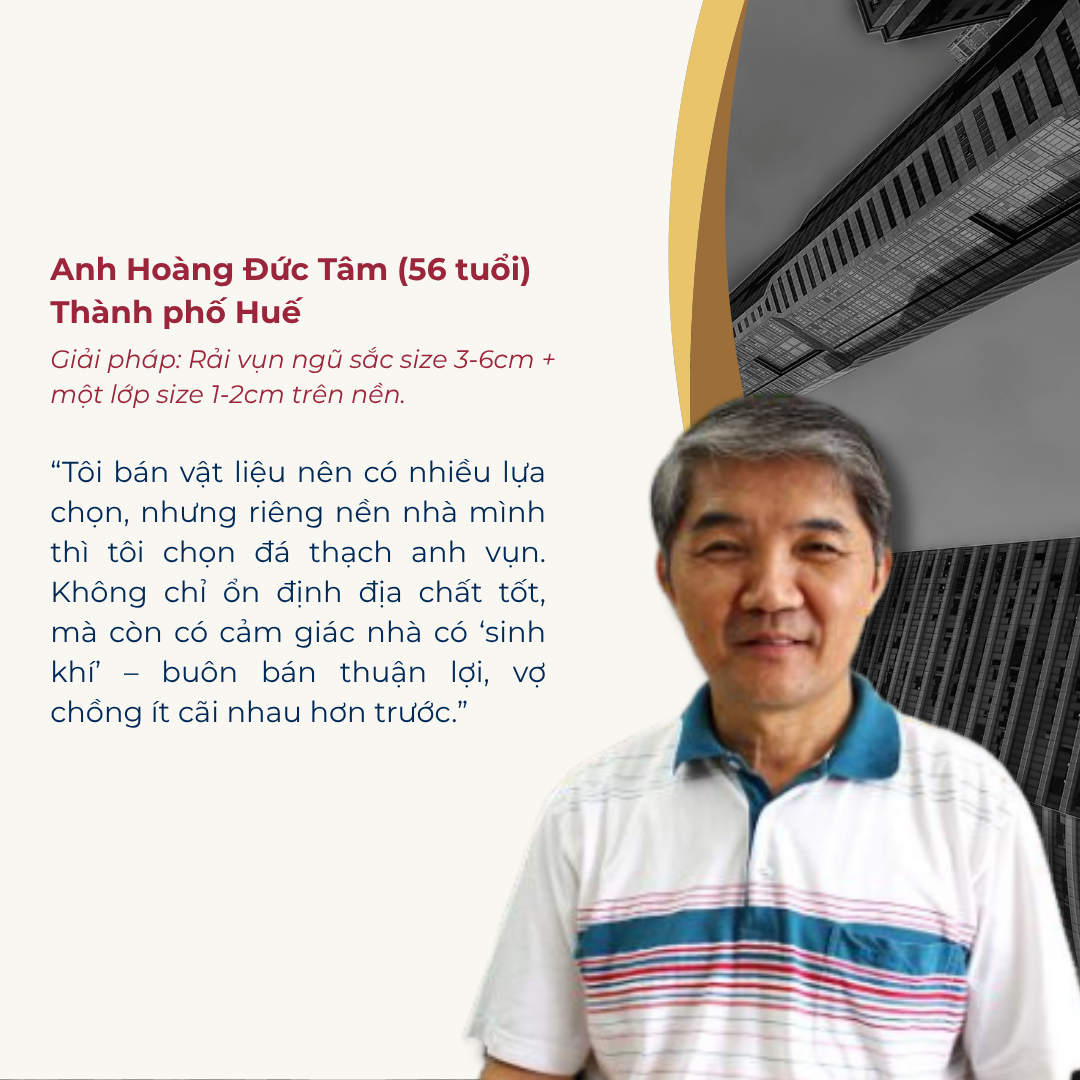 Anh Hoàng Đức Tâm (56 tuổi)
Thành phố Huế
Giải pháp: Rải vụn ngũ sắc size 3-6cm +
một lớp size 1-2cm trên nền.
“Tôi bán vật liệu nên có nhiều lựa
chọn, nhưng riêng nền nhà mình
thì tôi chọn đá thạch anh vụn.
Không chỉ ổn định địa chất tốt,
mà còn có cảm giác nhà có ‘sinh
khí’ – buôn bán thuận lợi, vợ
chồng ít cãi nhau hơn trước.”